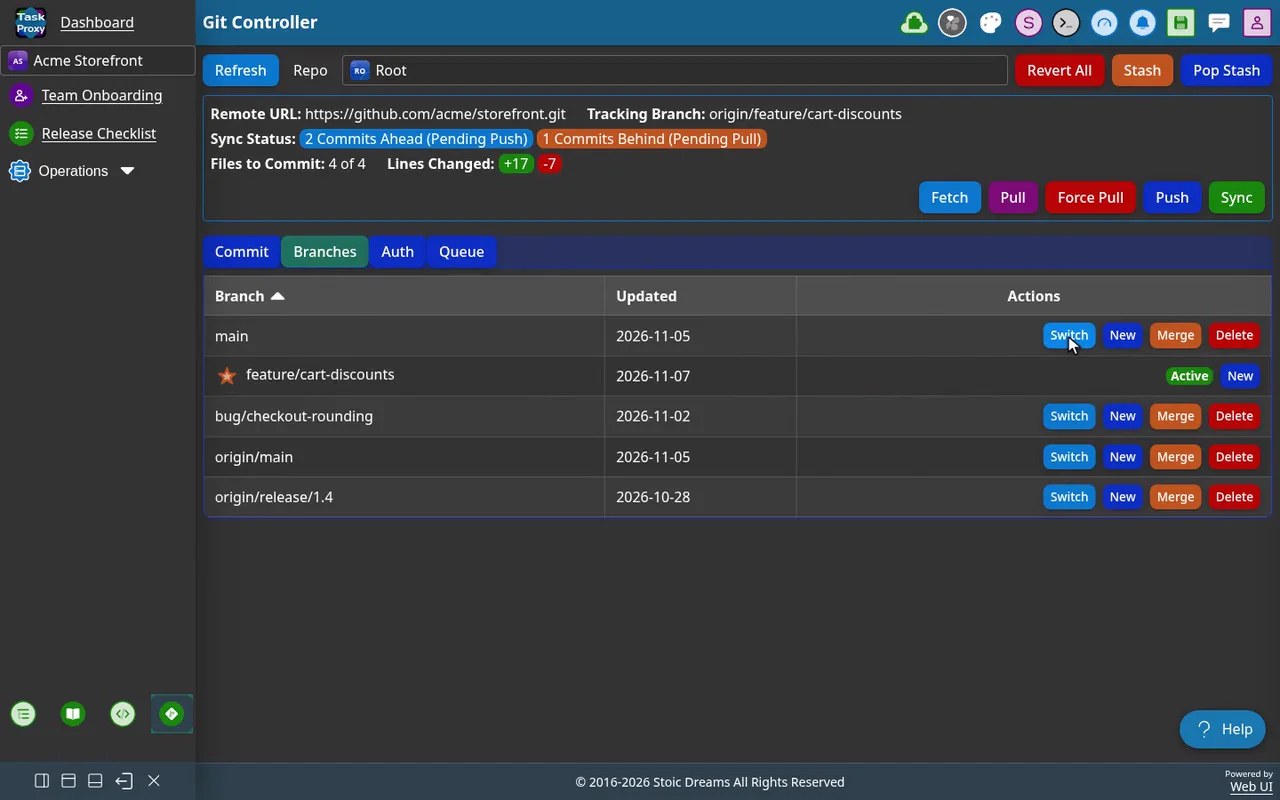 Task
Proxy
Dashboard
Git Controller
S
AS Acme Storefront
Team Onboarding
Release Checklist
Operations
Refresh Repo RO Root Revert All Stash Pop Stash
Remote URL: https://github.com/acme/storefront.git Tracking Branch: origin/feature/cart-discounts
Sync Status: 2 Commits Ahead (Pending Push) 1 Commits Behind (Pending Pull)
Files to Commit: 4 of 4 Lines Changed: +17 -7
Fetch Pull Force Pull Push Sync
Commit Branches Auth Queue
Branch Updated Actions
main 2026-11-05 Switch New Merge Delete
feature/cart-discounts 2026-11-07 Active New
bug/checkout-rounding 2026-11-02 Switch New Merge Delete
origin/main 2026-11-05 Switch New Merge Delete
origin/release/1.4 2026-10-28 Switch New Merge Delete
? Help
© 2016-2026 Stoic Dreams All Rights Reserved
Powered by
Web UI